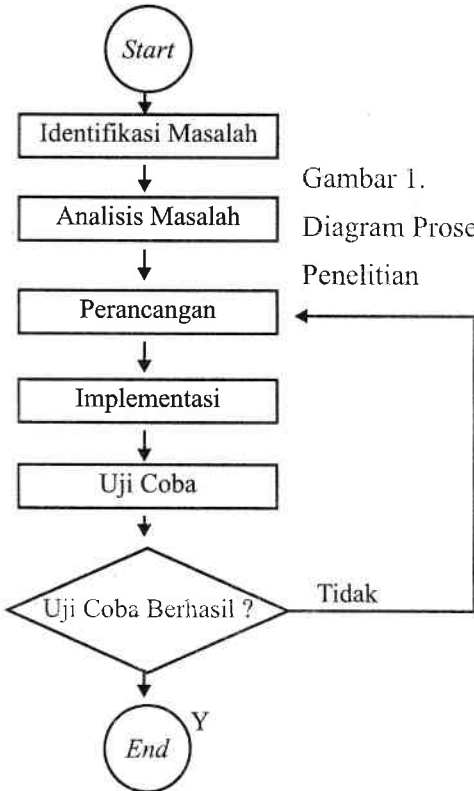 Start
Identifikasi Masalah
Analisis Masalah
Gambar 1.
Diagram Prose
Penelitian
Perancangan
Implementasi
Uji Coba
Uji Coba Berhasil ?
Tidak
Y
End